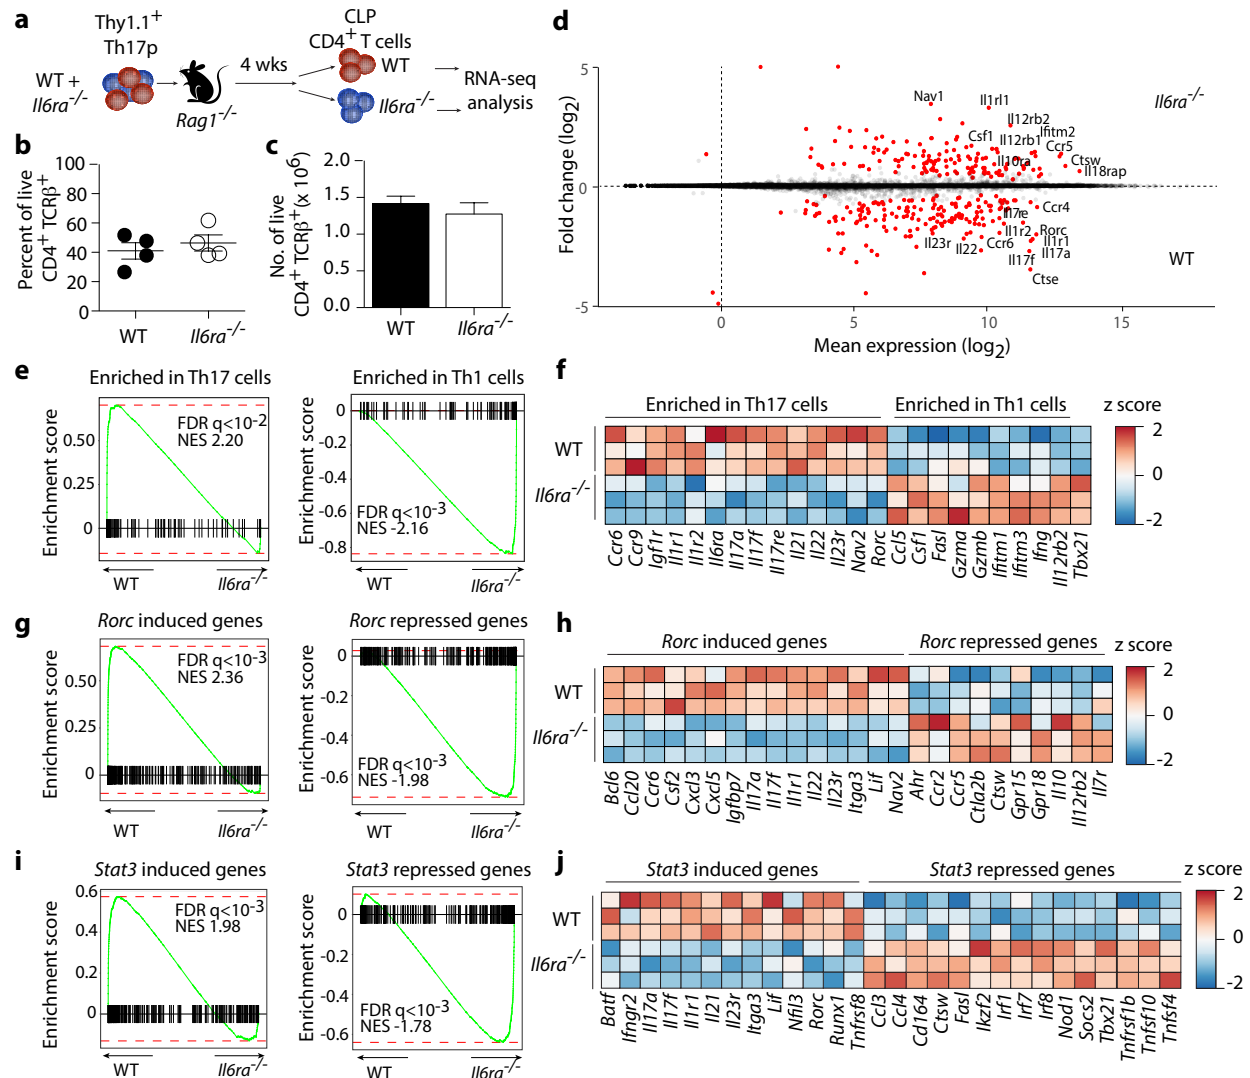 a
Thy1.1+
Th17p
WT +
Il6ra-/-
Rag1-/-
4 wks
CLP
CD4+ T cells
WT
Il6ra-/-
RNA-seq
analysis
b
Percent of live
CD4+ TCRβ+
100
80
60
40
20
0
WT
Il6ra-/-
c
No. of live
CD4+ TCRβ+ (x 10^6)
2.0
1.5
1.0
0.5
0.0
WT
Il6ra-/-
d
Fold change (log2)
5
0
-5
Nav1
Il1rl1
Il12rb2
Ifitm2
Csf1
Il12rb1
Ccr5
Il10ra
Ctsw
Il18rap
Il6ra-/-
Il17re
Ccr4
Il1r2
Rorc
Il23r
Il22
Ccr6
Il1r1
Il17f
Il17a
Ctse
WT
0
5
10
15
Mean expression (log2)
e
Enriched in Th17 cells
Enrichment score
0.50
0.25
0
FDR q<10-2
NES 2.20
WT
Il6ra-/-
Enriched in Th1 cells
Enrichment score
0
-0.2
-0.4
-0.6
-0.8
FDR q<10-3
NES -2.16
WT
Il6ra-/-
f
Enriched in Th17 cells
Enriched in Th1 cells
z score
WT
Il6ra-/-
2
0
-2
Ccr6
Ccr9
Igf1r
Il1r1
Il1r2
Il6ra
Il17a
Il17f
Il17re
Il21
Il22
Il23r
Nav2
Rorc
Ccl5
Csf1
Fasl
Gzma
Gzmb
Ifitm1
Ifitm3
Ifng
Il12rb2
Tbx21
g
Rorc induced genes
Enrichment score
0.50
0.25
0
FDR q<10-3
NES 2.36
WT
Il6ra-/-
Rorc repressed genes
Enrichment score
0
-0.2
-0.4
-0.6
FDR q<10-3
NES -1.98
WT
Il6ra-/-
h
Rorc induced genes
Rorc repressed genes
z score
WT
Il6ra-/-
2
0
-2
Bcl6
Ccl20
Ccr6
Csf2
Cxcl3
Cxcl5
Igfbp7
Il17a
Il17f
Il1r1
Il22
Il23r
Itga3
Lif
Nav2
Ahr
Ccr2
Ccr5
Ctla2b
Ctsw
Gpr15
Gpr18
Il10
Il12rb2
Il7r
i
Stat3 induced genes
Enrichment score
0.6
0.4
0.2
0
FDR q<10-3
NES 1.98
WT
Il6ra-/-
Stat3 repressed genes
Enrichment score
0
-0.2
-0.4
-0.6
FDR q<10-3
NES -1.78
WT
Il6ra-/-
j
Stat3 induced genes
Stat3 repressed genes
z score
WT
Il6ra-/-
2
0
-2
Batf
Ifngr2
Il17a
Il17f
Il1r1
Il21
Il23r
Itga3
Lif
Nfil3
Rorc
Runx1
Tnfrsf8
Ccl3
Ccl4
Cd164
Ctsw
Fasl
Ikzf2
Irf1
Irf7
Irf8
Nod1
Socs2
Tbx21
Tnfrsf1b
Tnfsf10
Tnfsf4